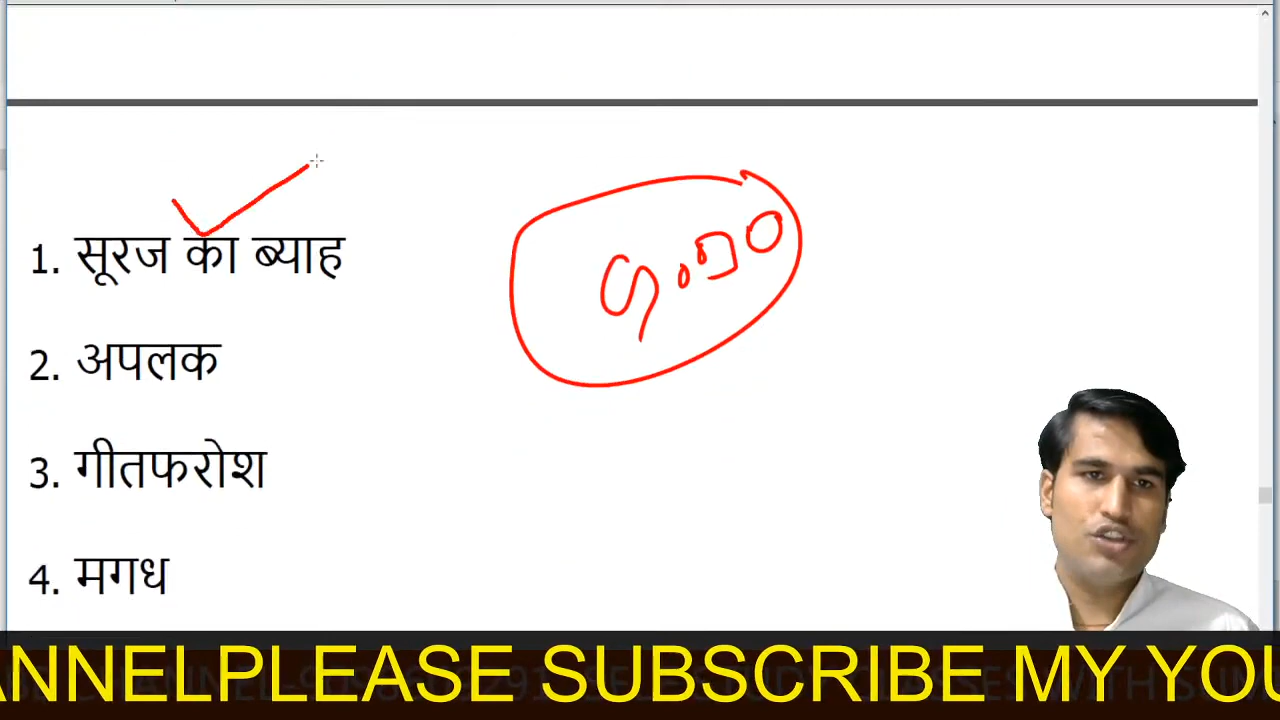 1. सूरज का ब्याह
2. अपलक
3. गीतफरोश
4. मगध
ANNELPLEASE SUBSCRIBE MY YOU